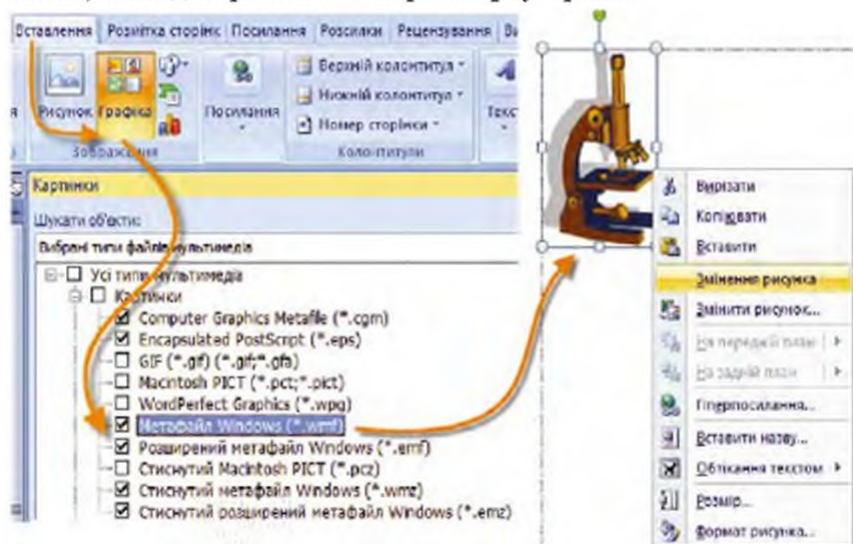 Вставлення Розмітка сторінк Посилання Розсилки Рецензування Ви
Рисунок Графіка
Посилання
Верхній колонтитул
Нижній колонтитул
Номер сторінки
Текс
Зображення
Колонтитули
Картинки
Шукати об'єкти:
Вибрані типи файлів мультимедіа
Усі типи мультимедіа
Картинки
Computer Graphics Metafile (*.cgm)
Encapsulated PostScript (*.eps)
GIF (*.gif) (*.gif;*.gfa)
Macintosh PICT (*.pct;*.pict)
WordPerfect Graphics (*.wpg)
Метафайл Windows (*.wmf)
Розширений метафайл Windows (*.emf)
Стиснутий Macintosh PICT (*.pcz)
Стиснутий метафайл Windows (*.wmz)
Стиснутий розширений метафайл Windows (*.emz)
Вирізати
Копіювати
Вставити
Змінення рисунка
Змінити рисунок...
На передній план
На задній план
Гіперпосилання...
Вставити назву...
Обтікання текстом
Розмір...
Формат рисунка...